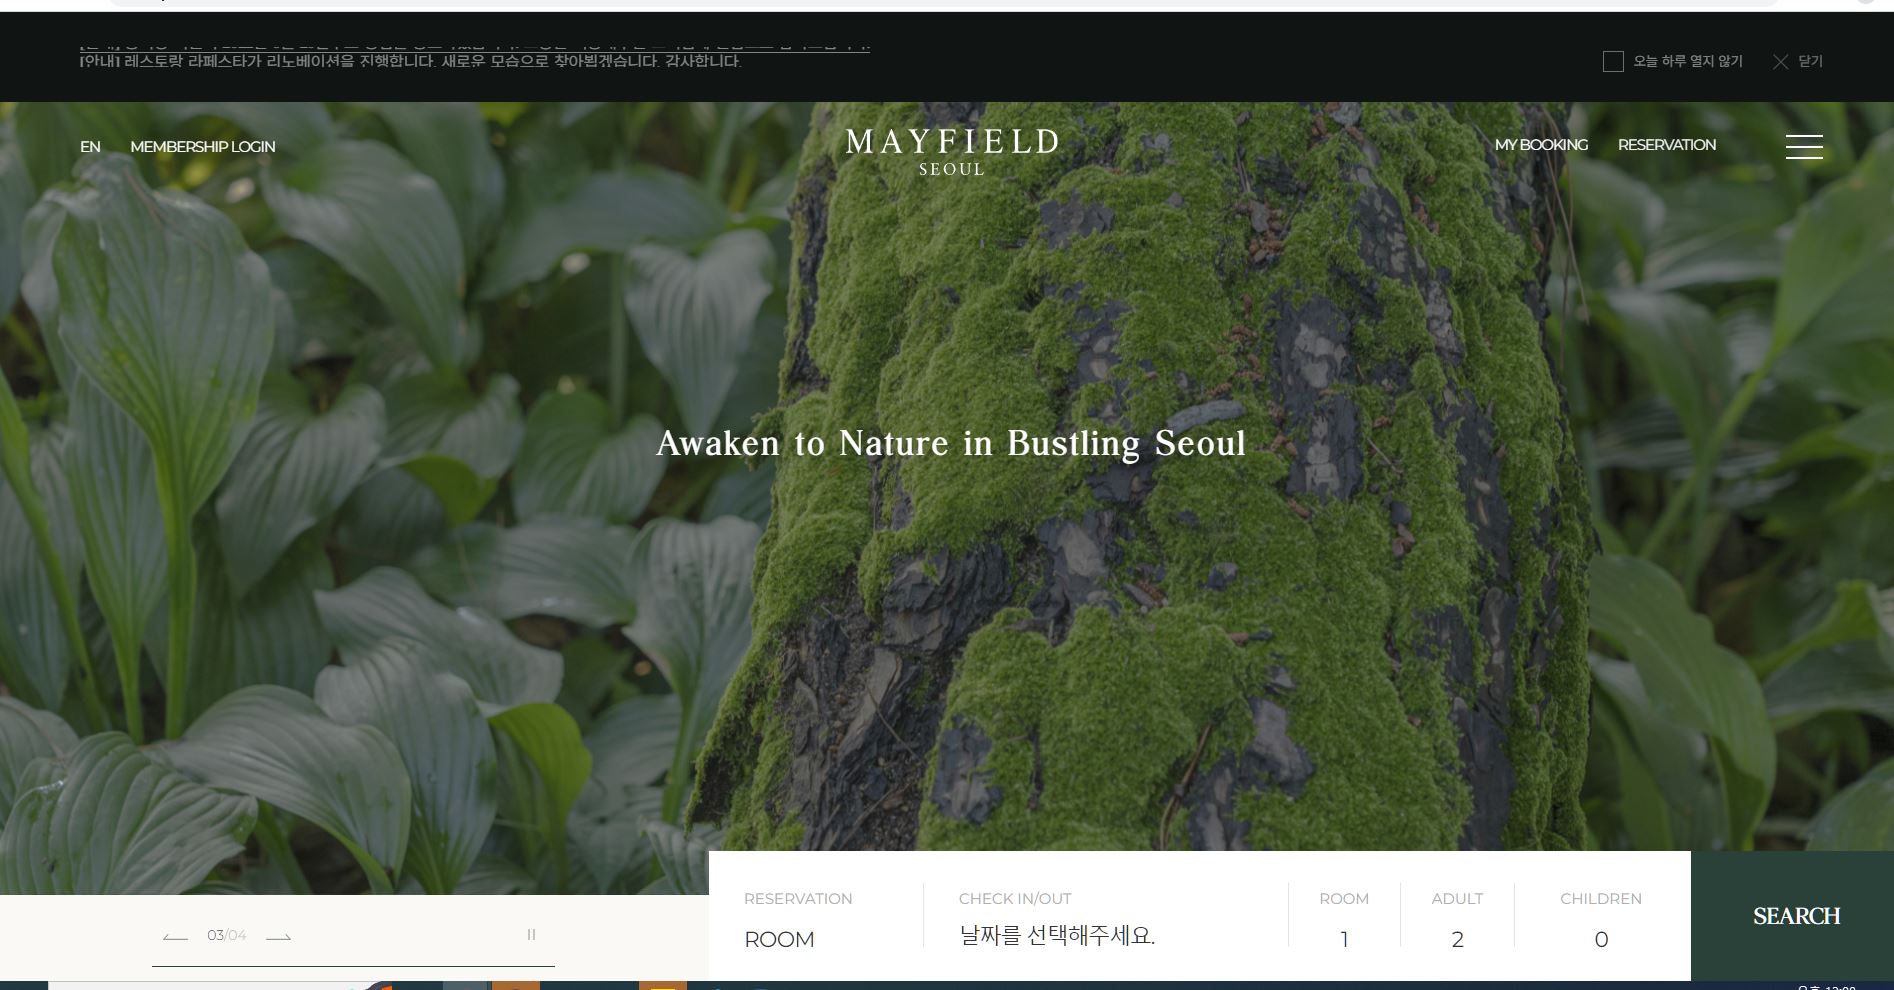 [안내] 레스토랑 라페스타가 리노베이션을 진행합니다. 새로운 모습으로 찾아뵙겠습니다. 감사합니다.
오늘 하루 열지 않기
닫기
EN
MEMBERSHIP LOGIN
MAYFIELD
SEOUL
MY BOOKING
RESERVATION
Awaken to Nature in Bustling Seoul
03/04
RESERVATION
ROOM
CHECK IN/OUT
날짜를 선택해주세요.
ROOM
1
ADULT
2
CHILDREN
0
SEARCH